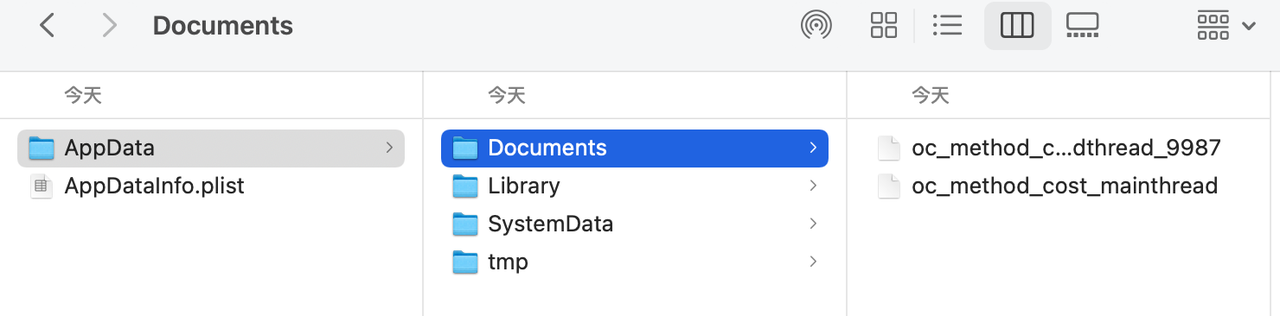 Documents
今天
今天
今天
AppData
Documents
oc_method_c...dthread_9987
AppDataInfo.plist
Library
oc_method_cost_mainthread
SystemData
tmp